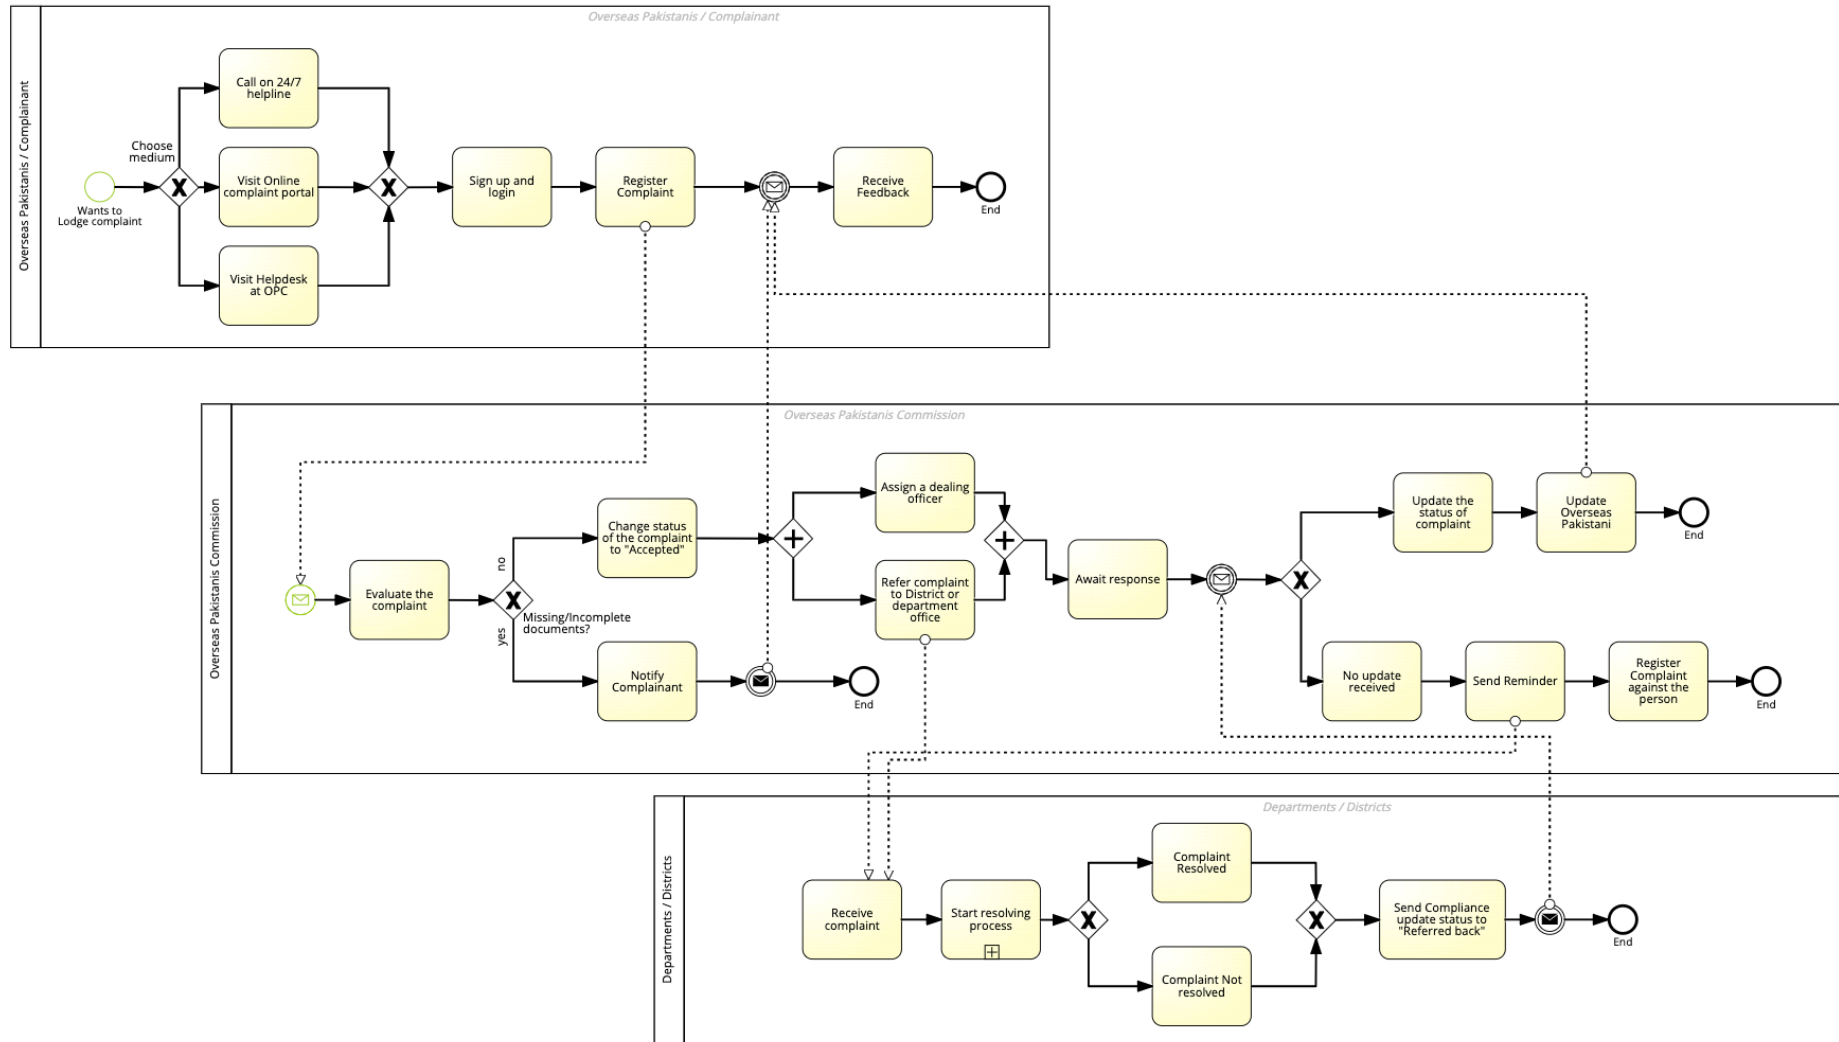 Overseas Pakistanis / Complainant
Overseas Pakistanis / Complainant
Call on 24/7
helpline
Choose
medium
Visit Online
complaint portal
Visit Helpdesk
at OPC
Wants to
Lodge complaint
Sign up and
login
Register
Complaint
Receive
Feedback
End
Overseas Pakistanis Commission
Overseas Pakistanis Commission
Evaluate the
complaint
no
yes
Missing/Incomplete
documents?
Change status
of the complaint
to "Accepted"
Notify
Complainant
End
Assign a dealing
officer
Refer complaint
to District or
department
office
Await response
Update the
status of
complaint
Update
Overseas
Pakistani
End
No update
received
Send Reminder
Register
Complaint
against the
person
End
Departments / Districts
Departments / Districts
Receive
complaint
Start resolving
process
Complaint
Resolved
Complaint Not
resolved
Send Compliance
update status to
"Referred back"
End